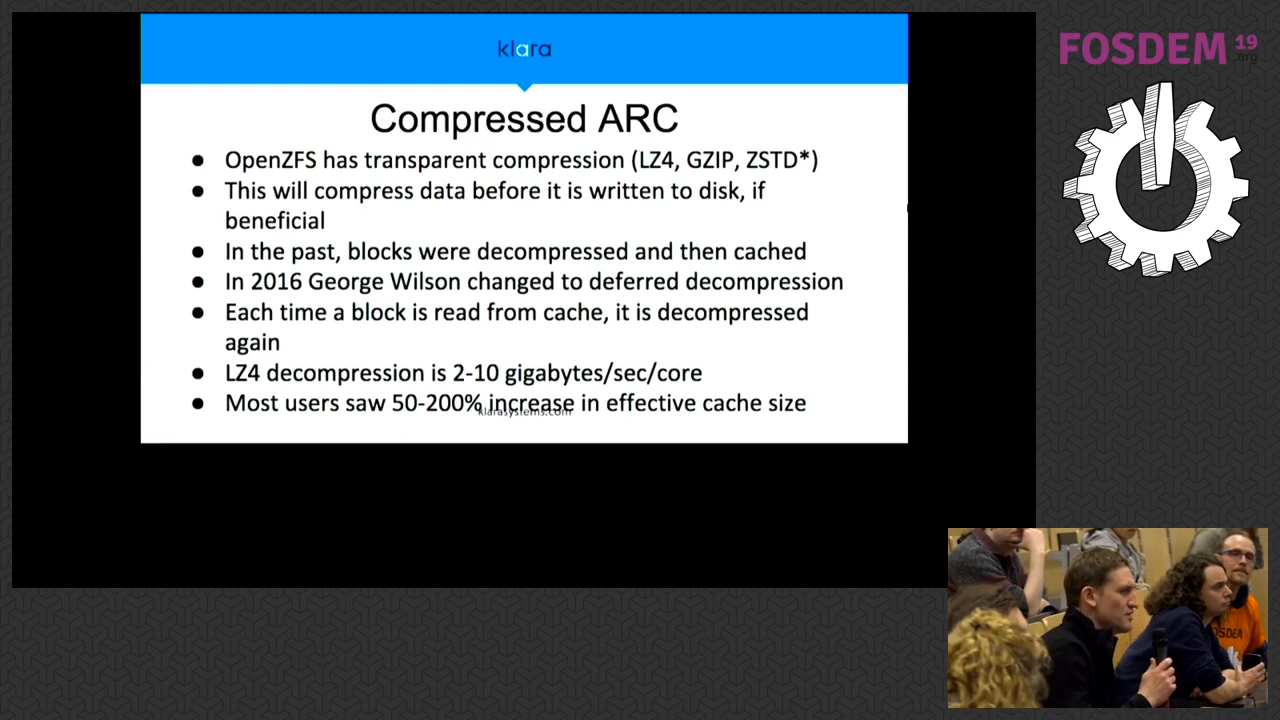 klara
Compressed ARC
● OpenZFS has transparent compression (LZ4, GZIP, ZSTD*)
● This will compress data before it is written to disk, if
beneficial
● In the past, blocks were decompressed and then cached
● In 2016 George Wilson changed to deferred decompression
● Each time a block is read from cache, it is decompressed
again
● LZ4 decompression is 2-10 gigabytes/sec/core
● Most users saw 50-200% increase in effective cache size
klarasystems.com
FOSDEM 19
.org
FOSDEM